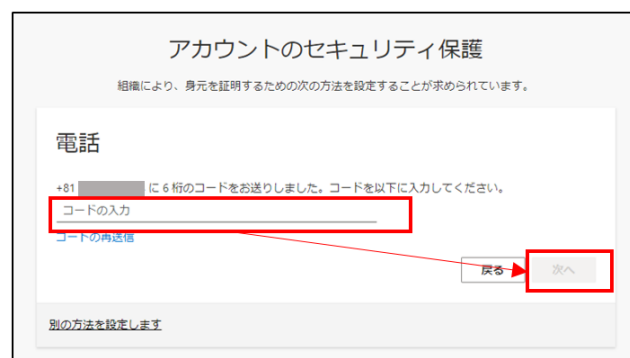 アカウントのセキュリティ保護
組織により、身元を証明するための次の方法を設定することが求められています。
電話
+81 に 6 桁のコードをお送りしました。コードを以下に入力してください。
コードの入力
コードの再送信
戻る 次へ
別の方法を設定します